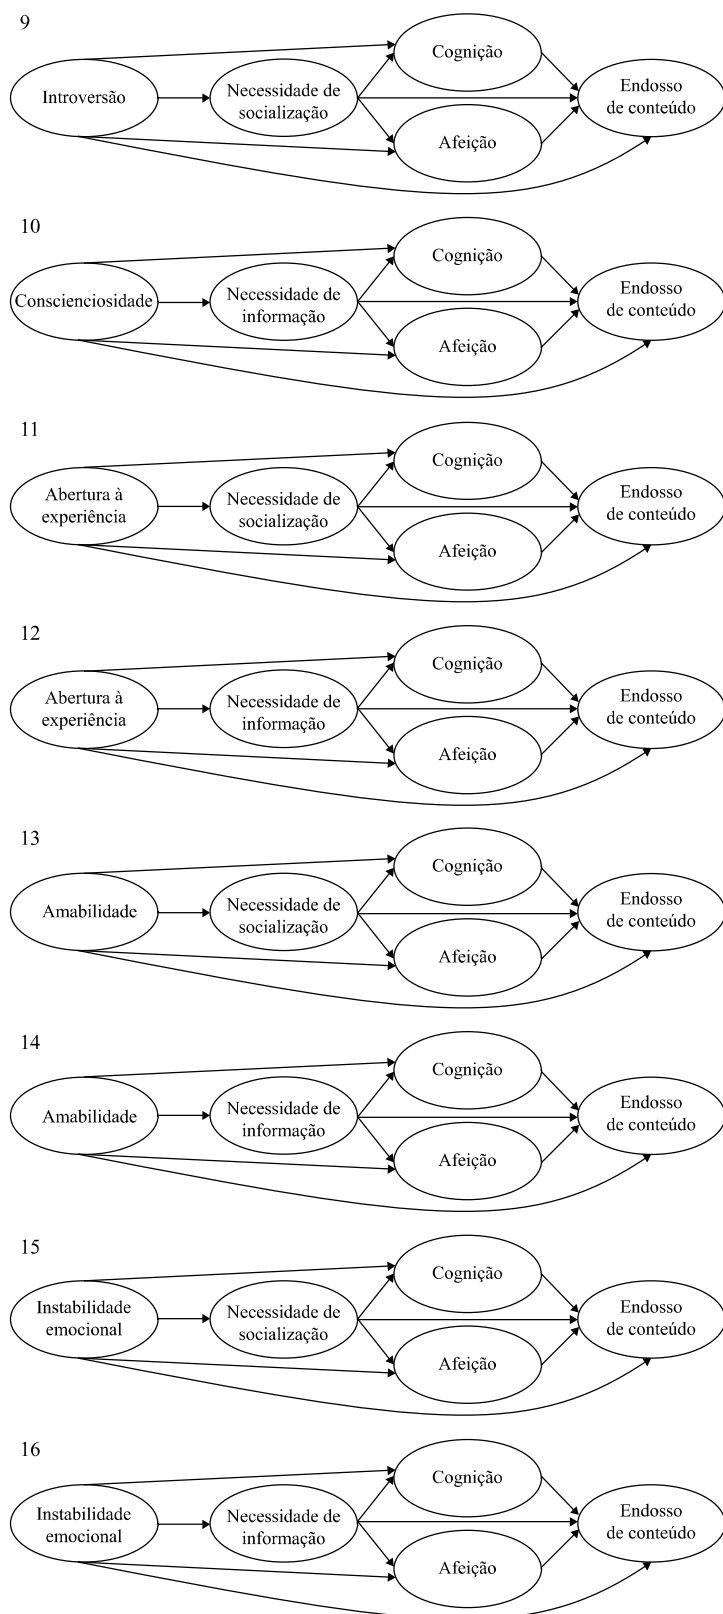 9
Cognição
Introversão
Necessidade de
socialização
Endosso
de conteúdo
Afeição
10
Cognição
Conscienciosidade
Necessidade de
informação
Endosso
de conteúdo
Afeição
11
Cognição
Abertura à
experiência
Necessidade de
socialização
Endosso
de conteúdo
Afeição
12
Cognição
Abertura à
experiência
Necessidade de
informação
Endosso
de conteúdo
Afeição
13
Cognição
Amabilidade
Necessidade de
socialização
Endosso
de conteúdo
Afeição
14
Cognição
Amabilidade
Necessidade de
informação
Endosso
de conteúdo
Afeição
15
Cognição
Instabilidade
emocional
Necessidade de
socialização
Endosso
de conteúdo
Afeição
16
Cognição
Instabilidade
emocional
Necessidade de
informação
Endosso
de conteúdo
Afeição